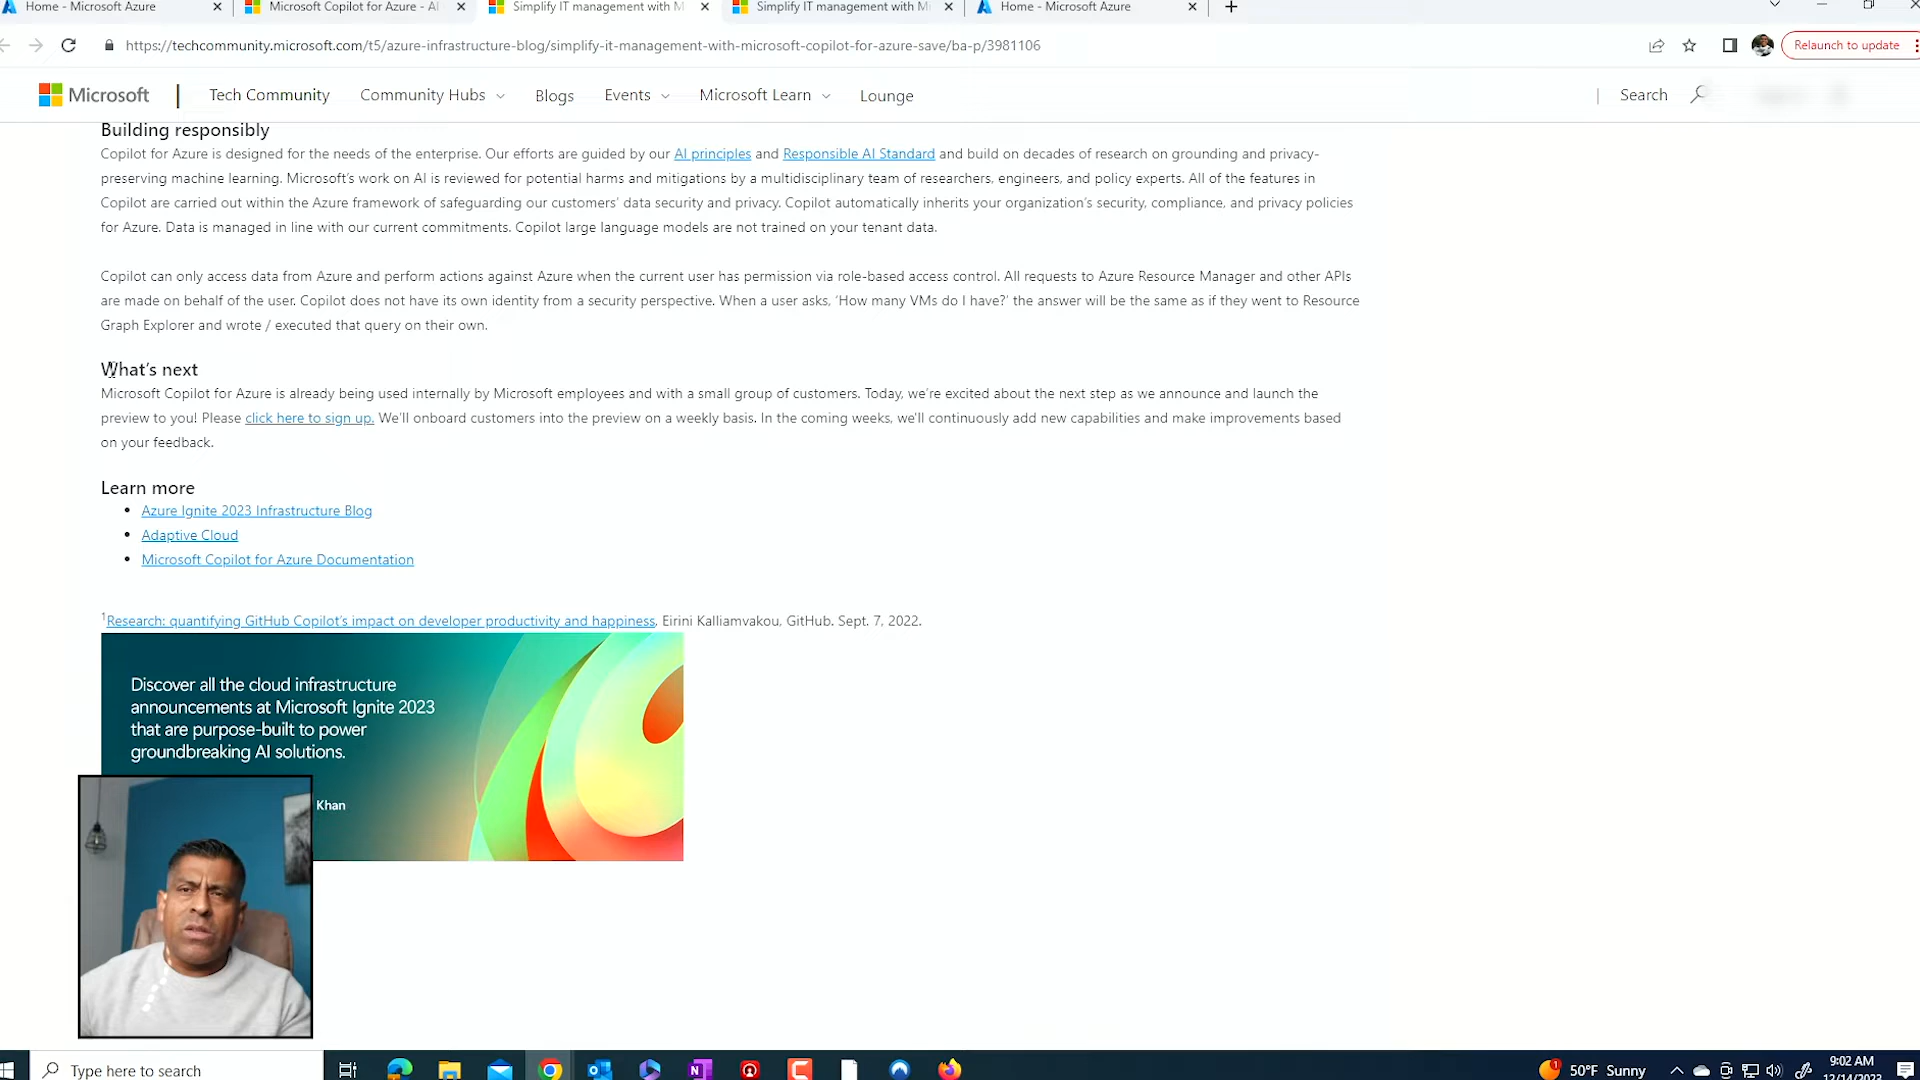 Home - Microsoft Azure
Microsoft Copilot for Azure - AI
Simplify IT management with M
Simplify IT management with Mi
Home - Microsoft Azure
https://techcommunity.microsoft.com/t5/azure-infrastructure-blog/simplify-it-management-with-microsoft-copilot-for-azure-save/ba-p/3981106
Relaunch to update
Microsoft
Tech Community
Community Hubs
Blogs
Events
Microsoft Learn
Lounge
Search
Building responsibly
Copilot for Azure is designed for the needs of the enterprise. Our efforts are guided by our AI principles and Responsible AI Standard and build on decades of research on grounding and privacy-
preserving machine learning. Microsoft's work on AI is reviewed for potential harms and mitigations by a multidisciplinary team of researchers, engineers, and policy experts. All of the features in
Copilot are carried out within the Azure framework of safeguarding our customers' data security and privacy. Copilot automatically inherits your organization's security, compliance, and privacy policies
for Azure. Data is managed in line with our current commitments. Copilot large language models are not trained on your tenant data.
Copilot can only access data from Azure and perform actions against Azure when the current user has permission via role-based access control. All requests to Azure Resource Manager and other APIs
are made on behalf of the user. Copilot does not have its own identity from a security perspective. When a user asks, 'How many VMs do I have?' the answer will be the same as if they went to Resource
Graph Explorer and wrote / executed that query on their own.
What's next
Microsoft Copilot for Azure is already being used internally by Microsoft employees and with a small group of customers. Today, we're excited about the next step as we announce and launch the
preview to you! Please click here to sign up. We'll onboard customers into the preview on a weekly basis. In the coming weeks, we'll continuously add new capabilities and make improvements based
on your feedback.
Learn more
• Azure Ignite 2023 Infrastructure Blog
• Adaptive Cloud
• Microsoft Copilot for Azure Documentation
1Research: quantifying GitHub Copilot's impact on developer productivity and happiness, Eirini Kalliamvakou, GitHub. Sept. 7, 2022.
Discover all the cloud infrastructure
announcements at Microsoft Ignite 2023
that are purpose-built to power
groundbreaking AI solutions.
Khan
Type here to search
50°F Sunny
9:02 AM
12/14/2023